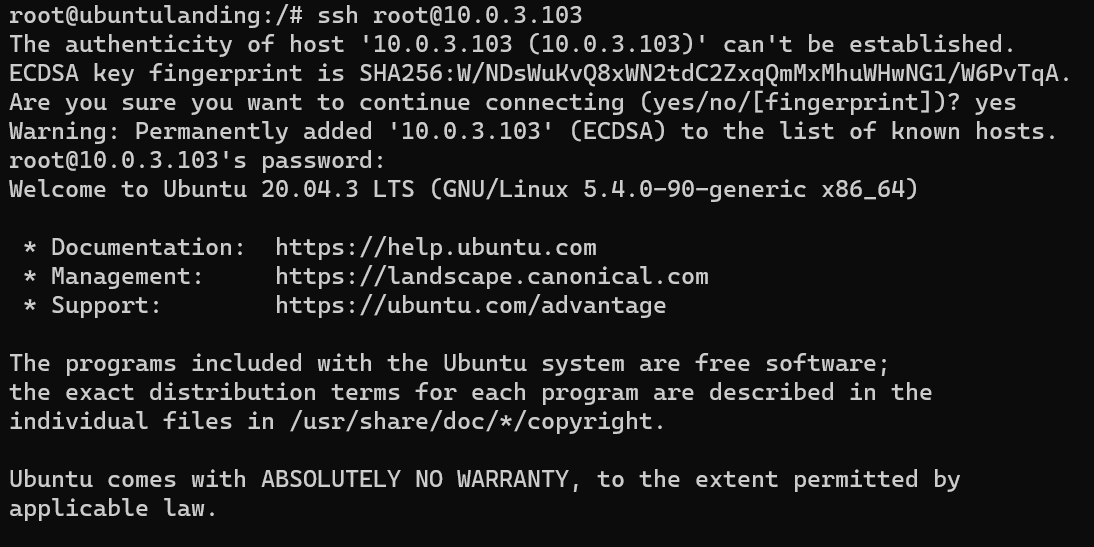 root@ubuntulanding:/# ssh root@10.0.3.103
The authenticity of host '10.0.3.103 (10.0.3.103)' can't be established.
ECDSA key fingerprint is SHA256:W/NDsWuKvQ8xWN2tdC2ZxqQmMxMhuWHwNG1/W6PvTqA.
Are you sure you want to continue connecting (yes/no/[fingerprint])? yes
Warning: Permanently added '10.0.3.103' (ECDSA) to the list of known hosts.
root@10.0.3.103's password:
Welcome to Ubuntu 20.04.3 LTS (GNU/Linux 5.4.0-90-generic x86_64)

 * Documentation:  https://help.ubuntu.com
 * Management:     https://landscape.canonical.com
 * Support:        https://ubuntu.com/advantage

The programs included with the Ubuntu system are free software;
the exact distribution terms for each program are described in the
individual files in /usr/share/doc/*/copyright.

Ubuntu comes with ABSOLUTELY NO WARRANTY, to the extent permitted by
applicable law.